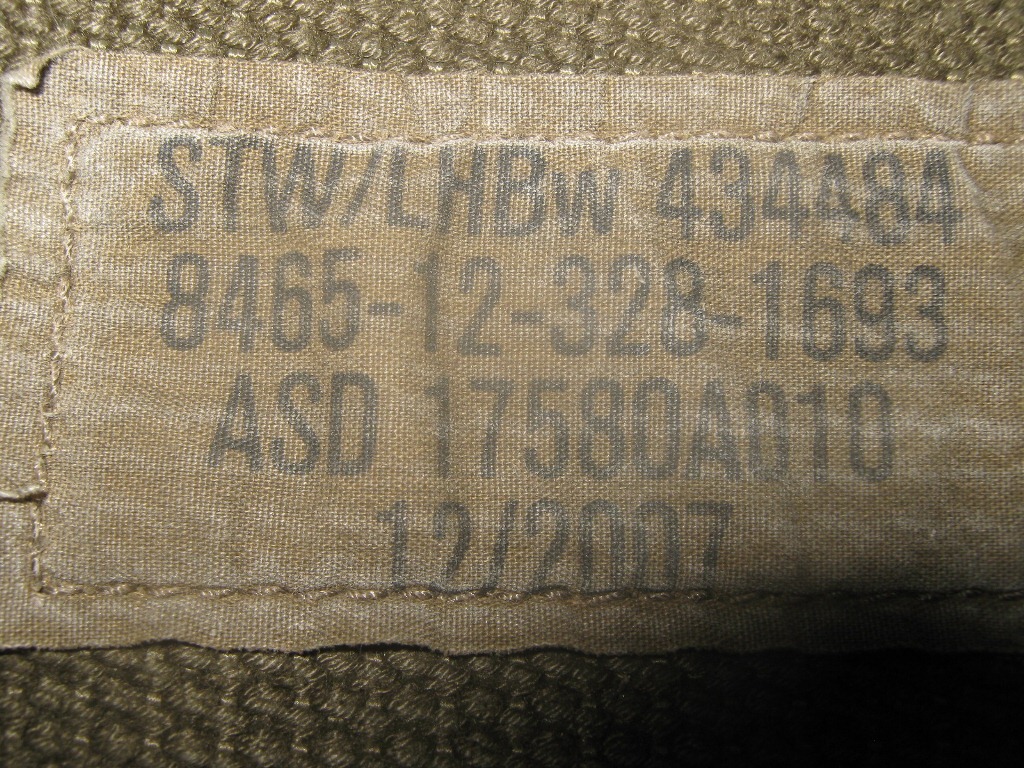 STW/LHBw 434484
8465-12-328-1693
ASD 17580A010
12/2007